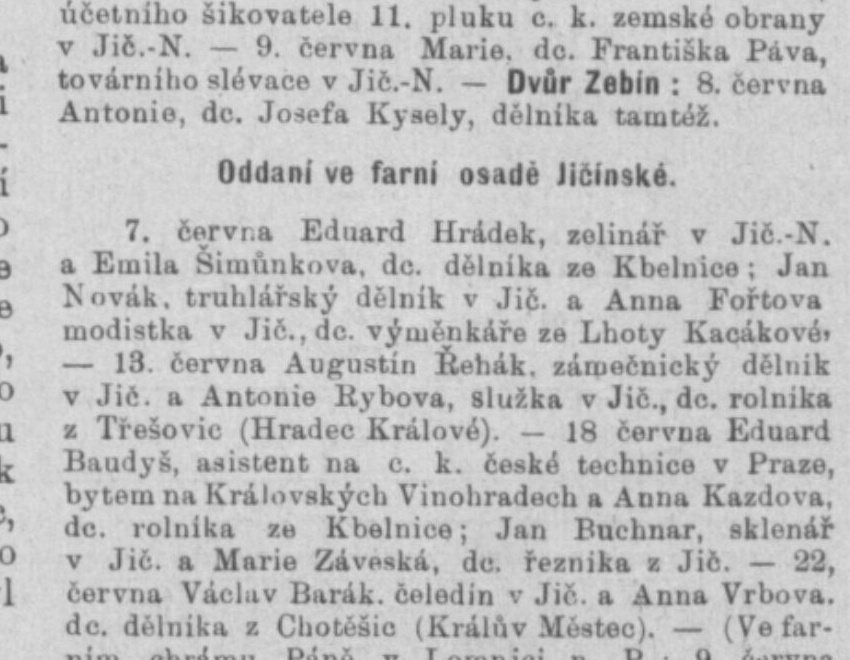 účetního šikovatele 11. pluku c. k. zemské obrany
v Jič.-N. — 9. června Marie, dc. Františka Páva,
továrního slévace v Jič.-N. — Dvůr Zebín : 8. června
Antonie, dc. Josefa Kysely, dělníka tamtéž.
Oddaní ve farní osadě Jičínské.
7. června Eduard Hrádek, zelinář v Jič.-N.
a Emila Šimůnkova, dc. dělníka ze Kbelnice ; Jan
Novák, truhlářský dělník v Jič. a Anna Fořtova
modistka v Jič., dc. výměnkáře ze Lhoty Kacákové,
— 13. června Augustín Řehák, zámečnický dělník
v Jič. a Antonie Rybova, služka v Jič., dc. rolníka
z Třešovic (Hradec Králové). — 18 června Eduard
Baudyš, asistent na c. k. české technice v Praze,
bytem na Královských Vinohradech a Anna Kazdova,
dc. rolníka ze Kbelnice ; Jan Buchnar, sklenář
v Jič. a Marie Záveská, dc. řezníka z Jič. — 22,
června Václav Barák, čeledín v Jič. a Anna Vrbova.
dc. dělníka z Chotěšic (Králův Městec). — (Ve far-